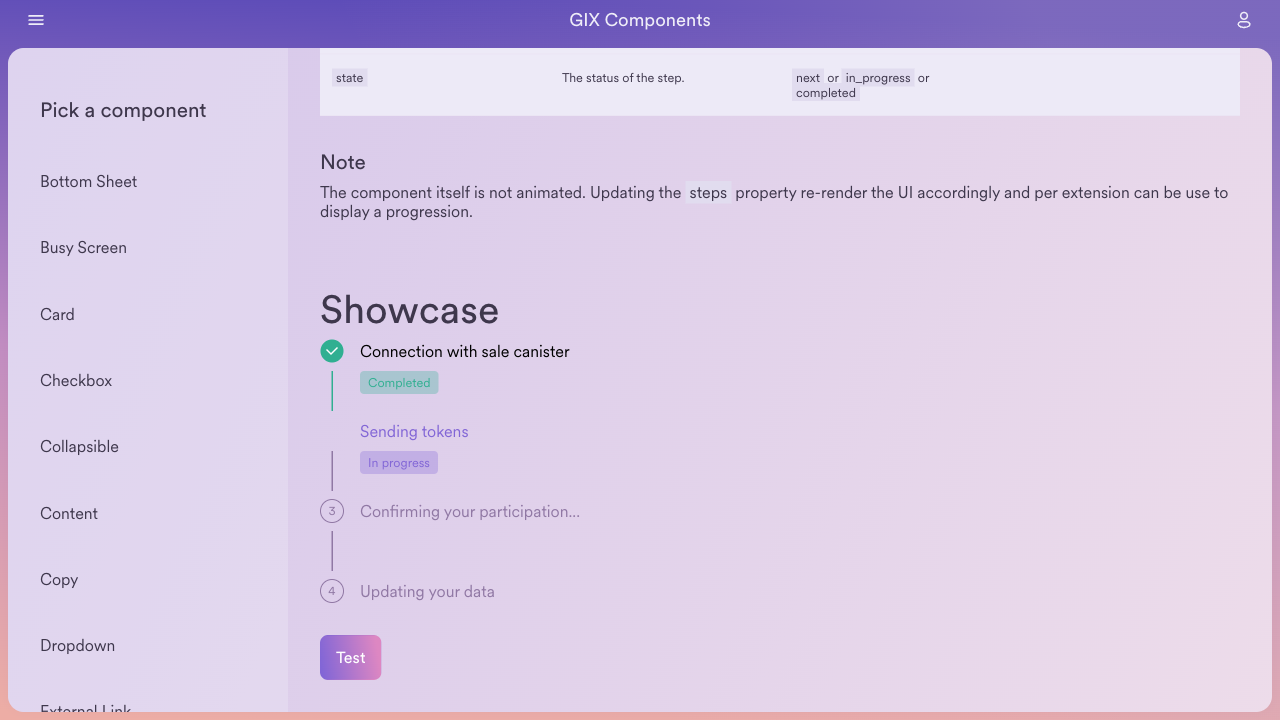 GIX Components
Pick a component
Bottom Sheet
Busy Screen
Card
Checkbox
Collapsible
Content
Copy
Dropdown
External Link
state
The status of the step.
next or in_progress or
completed
Note
The component itself is not animated. Updating the steps property re-render the UI accordingly and per extension can be use to
display a progression.
Showcase
Connection with sale canister
Completed
Sending tokens
In progress
3 Confirming your participation...
4 Updating your data
Test